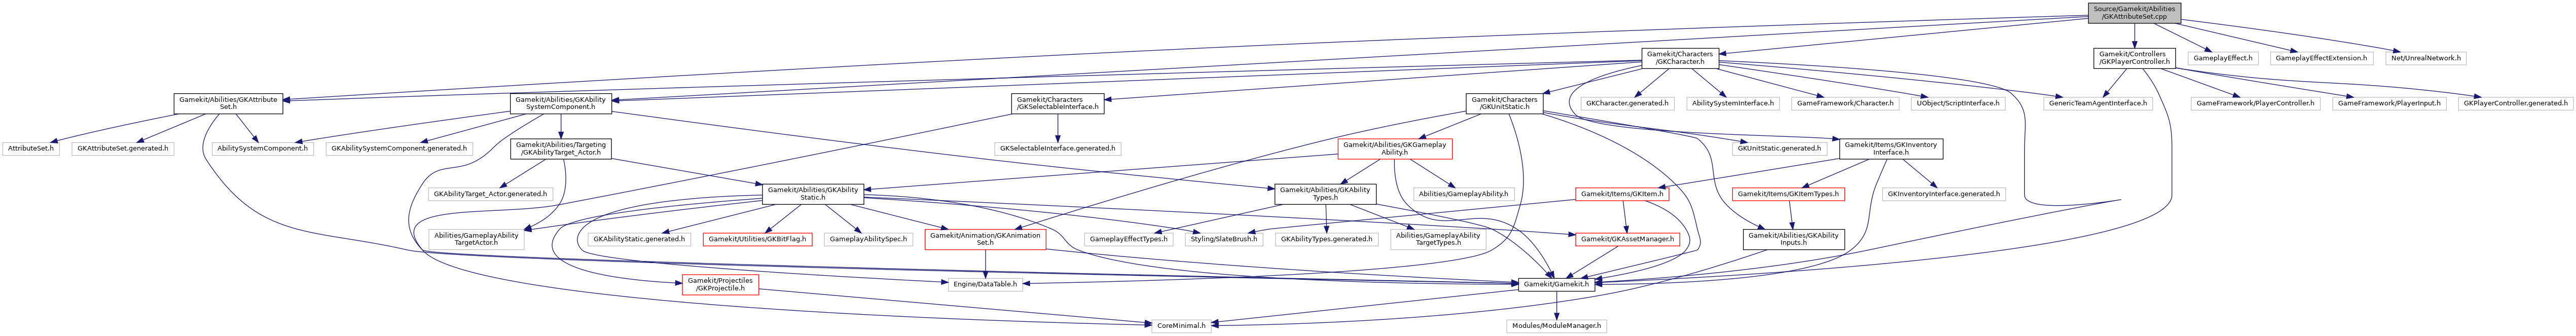 Source/Gamekit/Abilities
/GKAttributeSet.cpp
Gamekit/Characters
/GKCharacter.h
Gamekit/Controllers
/GKPlayerController.h
GameplayEffect.h
GameplayEffectExtension.h
Net/UnrealNetwork.h
Gamekit/Abilities/GKAttribute
Set.h
Gamekit/Abilities/GKAbility
SystemComponent.h
Gamekit/Characters
/GKSelectableInterface.h
Gamekit/Characters
/GKUnitStatic.h
GKCharacter.generated.h
AbilitySystemInterface.h
GameFramework/Character.h
UObject/ScriptInterface.h
GenericTeamAgentInterface.h
GameFramework/PlayerController.h
GameFramework/PlayerInput.h
GKPlayerController.generated.h
AttributeSet.h
GKAttributeSet.generated.h
AbilitySystemComponent.h
GKAbilitySystemComponent.generated.h
Gamekit/Abilities/Targeting
/GKAbilityTarget_Actor.h
GKSelectableInterface.generated.h
Gamekit/Abilities/GKGameplay
Ability.h
GKUnitStatic.generated.h
Gamekit/Items/GKInventory
Interface.h
GKAbilityTarget_Actor.generated.h
Gamekit/Abilities/GKAbility
Static.h
Gamekit/Abilities/GKAbility
Types.h
Abilities/GameplayAbility.h
Gamekit/Items/GKItem.h
Gamekit/Items/GKItemTypes.h
GKInventoryInterface.generated.h
Abilities/GameplayAbility
TargetActor.h
GKAbilityStatic.generated.h
Gamekit/Utilities/GKBitFlag.h
GameplayAbilitySpec.h
Gamekit/Animation/GKAnimation
Set.h
GameplayEffectTypes.h
Styling/SlateBrush.h
GKAbilityTypes.generated.h
Abilities/GameplayAbility
TargetTypes.h
Gamekit/GKAssetManager.h
Gamekit/Abilities/GKAbility
Inputs.h
Gamekit/Projectiles
/GKProjectile.h
Engine/DataTable.h
Gamekit/Gamekit.h
CoreMinimal.h
Modules/ModuleManager.h